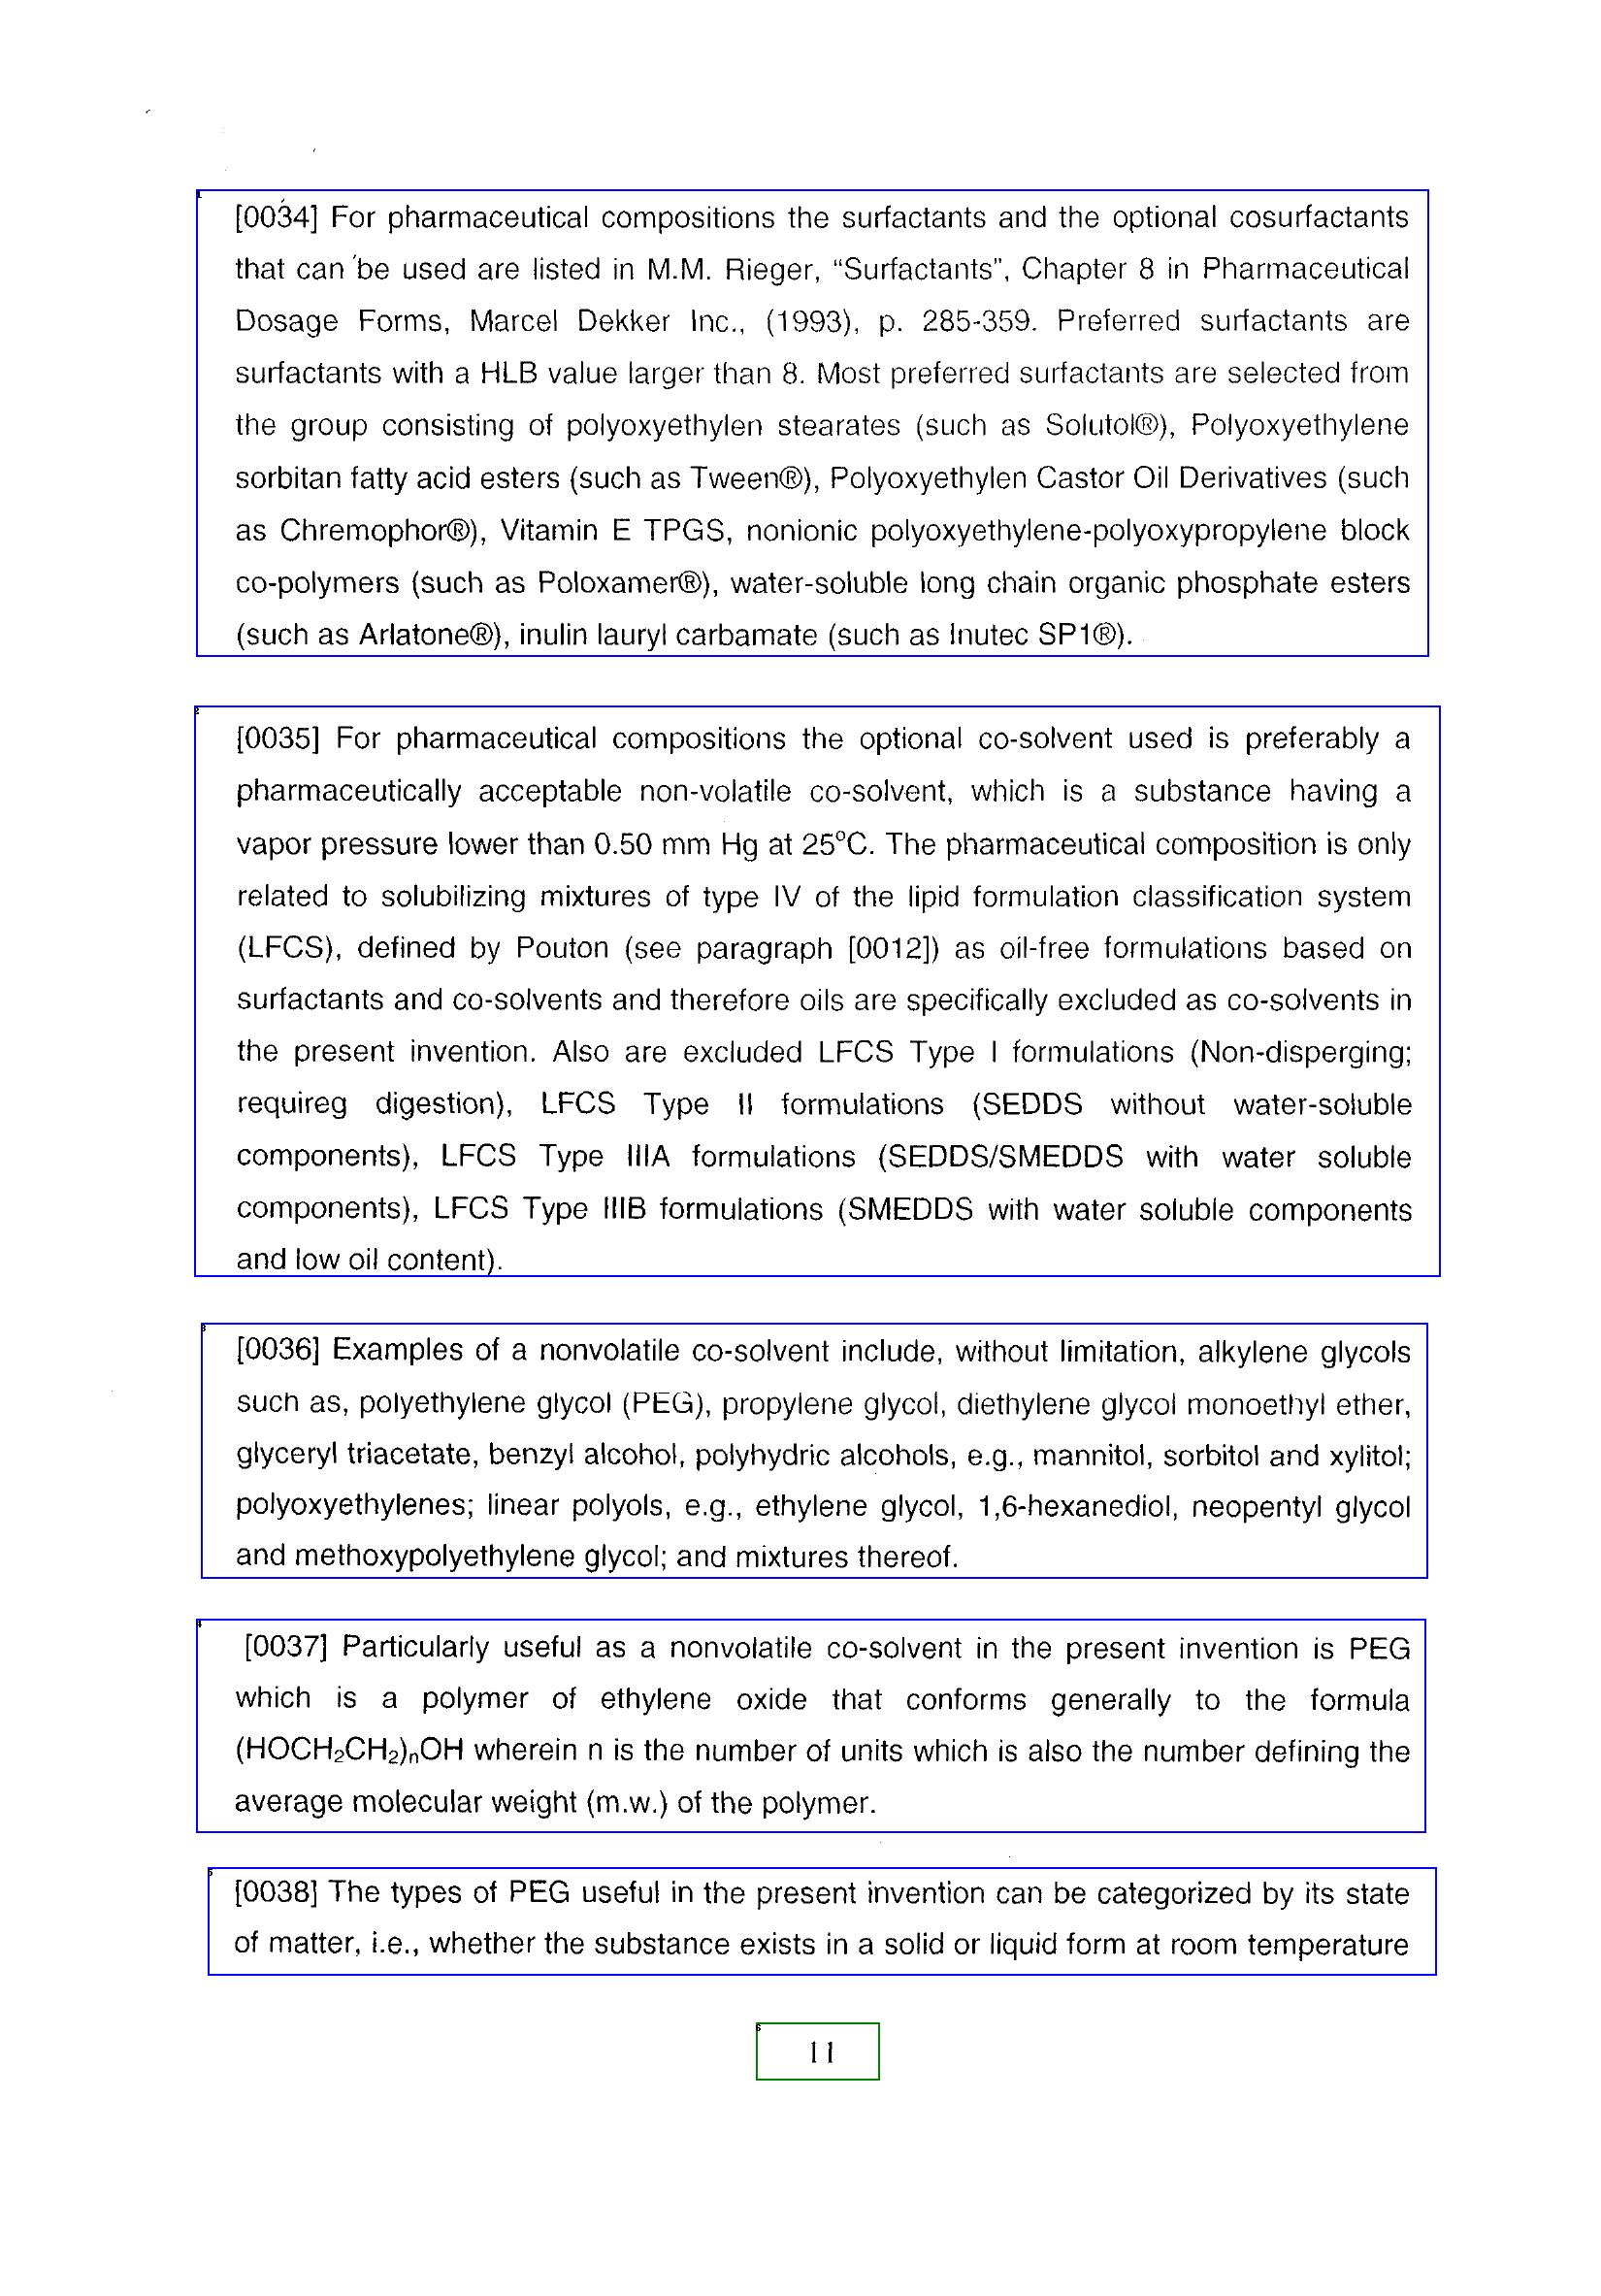 [0034] For pharmaceutical compositions the surfactants and the optional cosurfactants
that can be used are listed in M.M. Rieger, “Surfactants”, Chapter 8 in Pharmaceutical
Dosage Forms, Marcel Dekker Inc., (1993), p. 285-359. Preferred surfactants are
surfactants with a HLB value larger than 8. Most preferred surfactants are selected from
the group consisting of polyoxyethylen stearates (such as Solutol®), Polyoxyethylene
sorbitan fatty acid esters (such as Tween®), Polyoxyethylen Castor Oil Derivatives (such
as Chremophor®), Vitamin E TPGS, nonionic polyoxyethylene-polyoxypropylene block
co-polymers (such as Poloxamer®), water-soluble long chain organic phosphate esters
(such as Arlatone®), inulin lauryl carbamate (such as Inutec SP1®).
[0035] For pharmaceutical compositions the optional co-solvent used is preferably a
pharmaceutically acceptable non-volatile co-solvent, which is a substance having a
vapor pressure lower than 0.50 mm Hg at 25°C. The pharmaceutical composition is only
related to solubilizing mixtures of type IV of the lipid formulation classification system
(LFCS), defined by Pouton (see paragraph [0012]) as oil-free formulations based on
surfactants and co-solvents and therefore oils are specifically excluded as co-solvents in
the present invention. Also are excluded LFCS Type I formulations (Non-disperging;
requireg digestion), LFCS Type II formulations (SEDDS without water-soluble
components), LFCS Type IIIA formulations (SEDDS/SMEDDS with water soluble
components), LFCS Type IIIB formulations (SMEDDS with water soluble components
and low oil content).
[0036] Examples of a nonvolatile co-solvent include, without limitation, alkylene glycols
such as, polyethylene glycol (PEG), propylene glycol, diethylene glycol monoethyl ether,
glyceryl triacetate, benzyl alcohol, polyhydric alcohols, e.g., mannitol, sorbitol and xylitol;
polyoxyethylenes; linear polyols, e.g., ethylene glycol, 1,6-hexanediol, neopentyl glycol
and methoxypolyethylene glycol; and mixtures thereof.
[0037] Particularly useful as a nonvolatile co-solvent in the present invention is PEG
which is a polymer of ethylene oxide that conforms generally to the formula
(HOCH₂CH₂)ₙOH wherein n is the number of units which is also the number defining the
average molecular weight (m.w.) of the polymer.
[0038] The types of PEG useful in the present invention can be categorized by its state
of matter, i.e., whether the substance exists in a solid or liquid form at room temperature
11